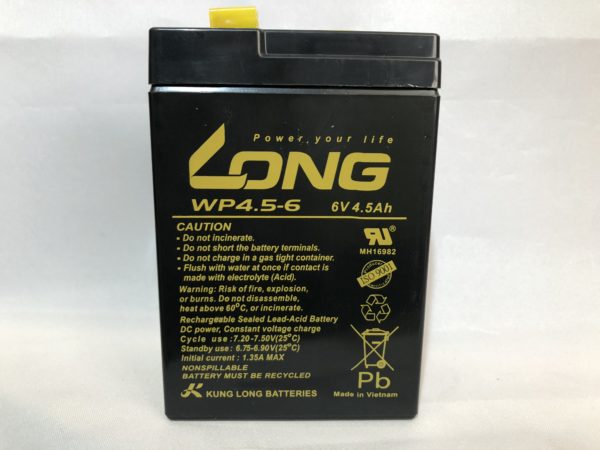 Power, your life
LONG
WP4.5-6 6V 4.5Ah
CAUTION
• Do not incinerate.
• Do not short the battery terminals.
• Do not charge in a gas tight container.
• Flush with water at once if contact is
made with electrolyte (Acid).
Warning: Risk of fire, explosion,
or burns. Do not disassemble,
heat above 60°C, or incinerate.
Rechargeable Sealed Lead-Acid Battery
DC power, Constant voltage charge
Cycle use : 7.20-7.50V(25°C)
Standby use : 6.75-6.90V(25°C)
Initial current : 1.35A MAX
NONSPILLABLE
BATTERY MUST BE RECYCLED
KUNG LONG BATTERIES
MH16982
ISO 9001
Pb
Made in Vietnam